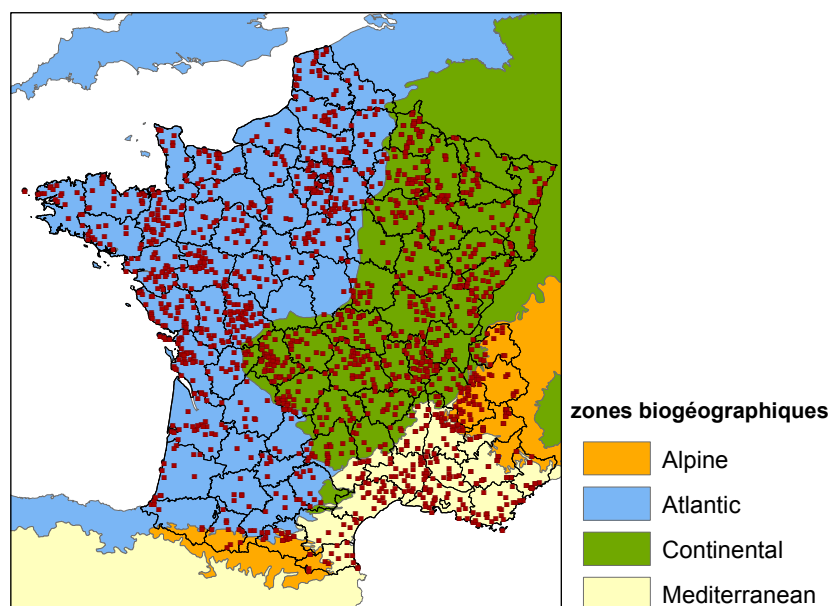 zones biogéographiques
Alpine
Atlantic
Continental
Mediterranean